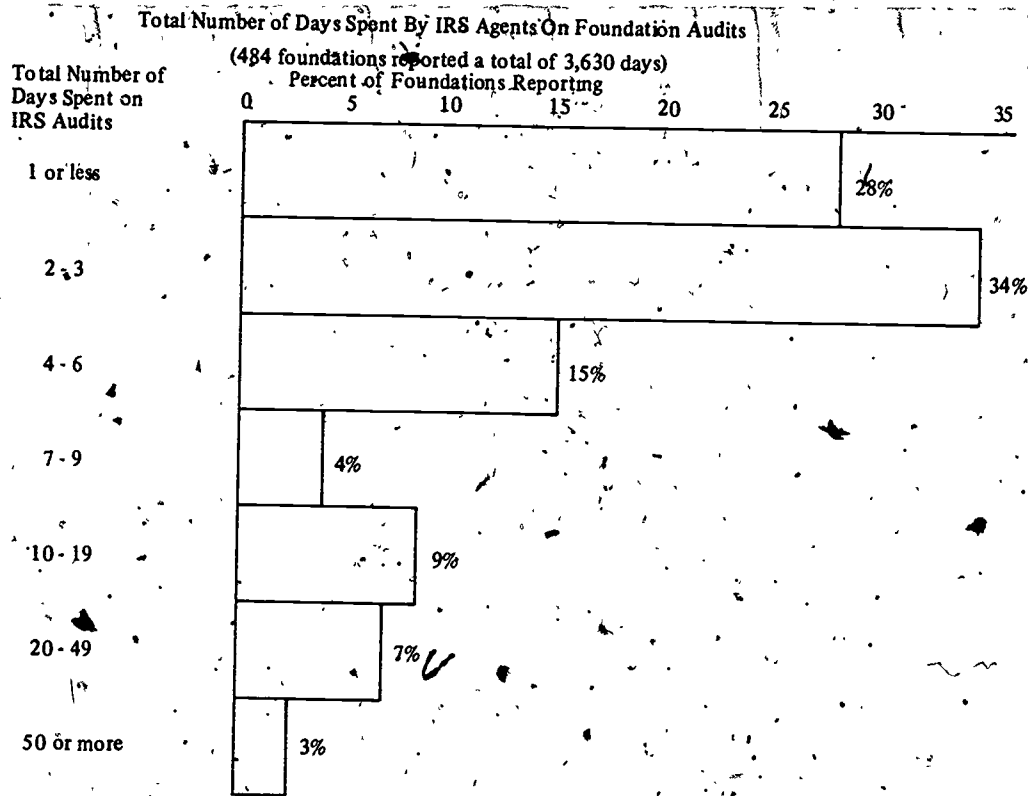 Total Number of Days Spent By IRS Agents On Foundation Audits
(484 foundations reported a total of 3,630 days)
Percent of Foundations Reporting
Total Number of
Days Spent on
IRS Audits
0 5 10 15 20 25 30 35
1 or less 28%
2-3 34%
4-6 15%
7-9 4%
10-19 9%
20-49 7%
50 or more 3%